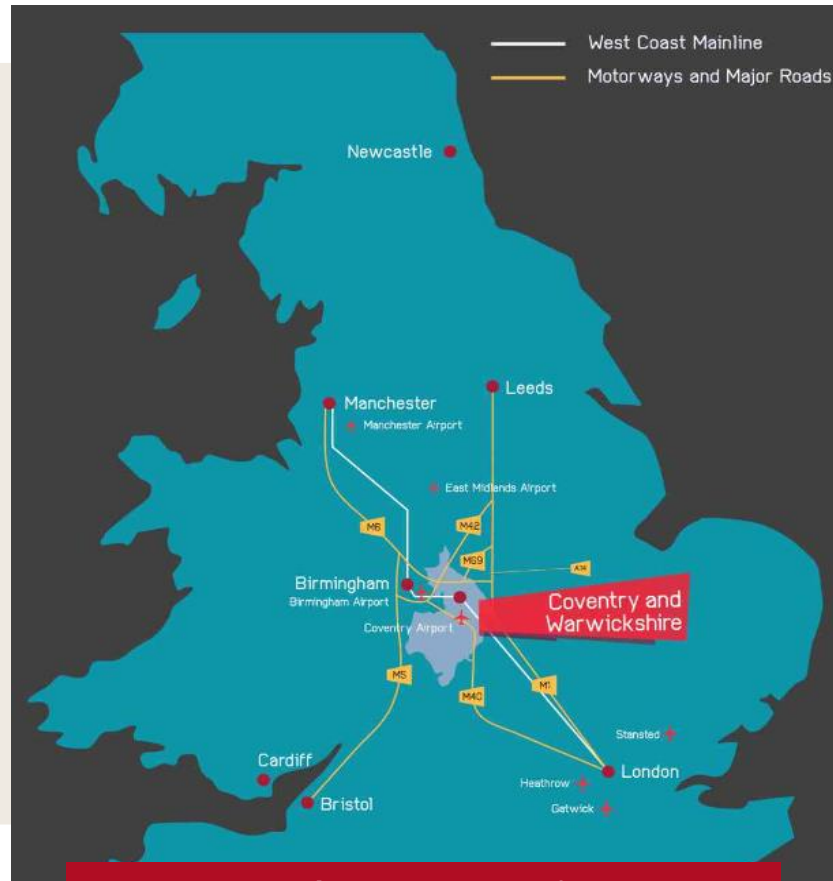 West Coast Mainline
Motorways and Major Roads
Newcastle
Leeds
Manchester
Manchester Airport
East Midlands Airport
M6
M42
M69
A14
Birmingham
Birmingham Airport
Coventry and
Warwickshire
Coventry Airport
M5
M40
M1
Stansted
Cardiff
London
Heathrow
Gatwick
Bristol